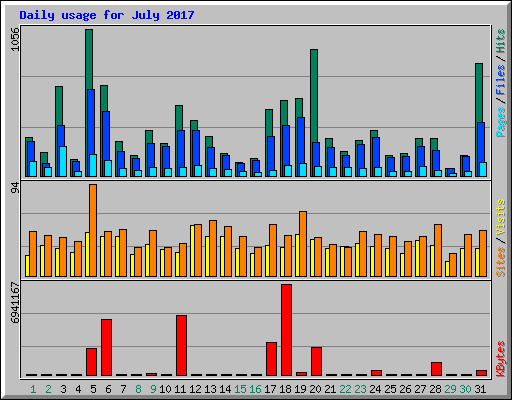 Daily usage for July 2017
1056
Pages / Files / Hits
94
Sites / Visits
6941167
KBytes
1 2 3 4 5 6 7 8 9 10 11 12 13 14 15 16 17 18 19 20 21 22 23 24 25 26 27 28 29 30 31